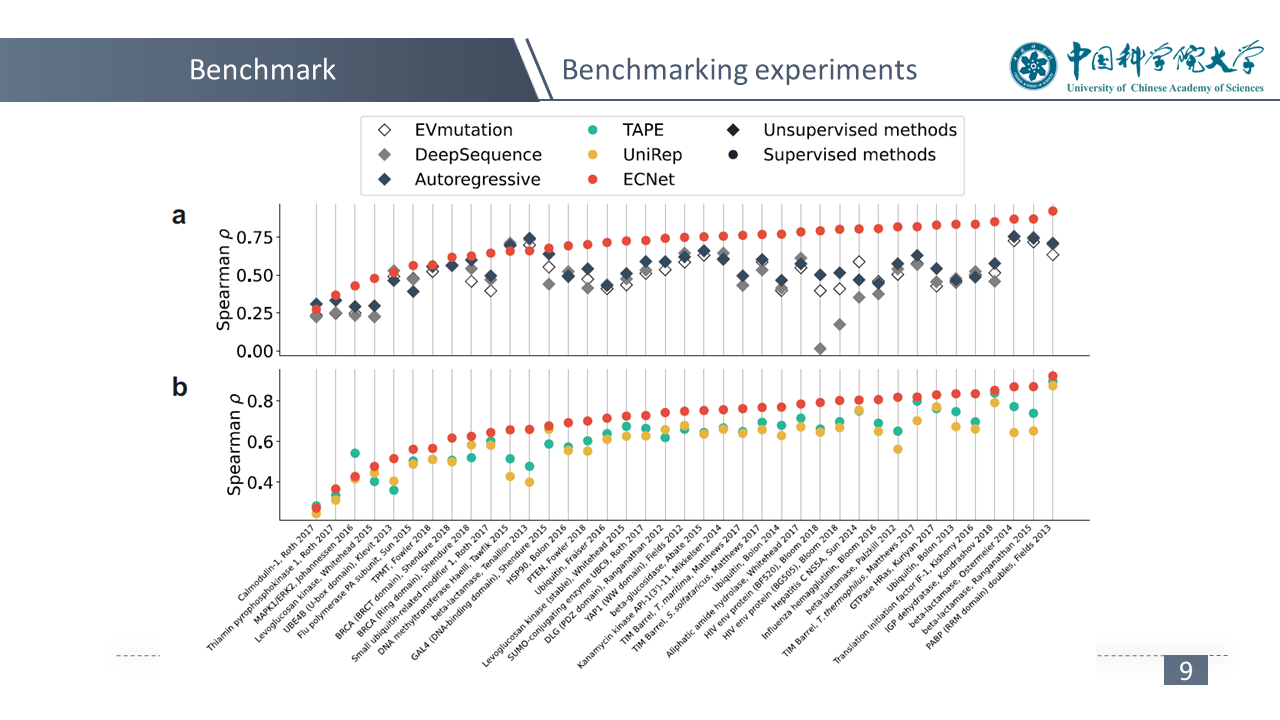 Benchmark
Benchmarking experiments
中国科学院大学
University of Chinese Academy of Sciences
EVmutation
DeepSequence
Autoregressive
TAPE
UniRep
ECNet
Unsupervised methods
Supervised methods
a
Spearman ρ
0.75
0.50
0.25
0.00
b
Spearman ρ
0.8
0.6
0.4
Calmodulin-1, Roth 2017
Thiamin pyrophosphokinase 1, Roth 2017
MAPK1/ERK2, Johannessen 2016
Levoglucosan kinase, Whitehead 2015
UBE4B (U-box domain), Klevit 2013
Flu polymerase PA subunit, Sun 2015
TPMT, Fowler 2018
BRCA (BRCT domain), Shendure 2018
BRCA (Ring domain), Shendure 2018
Small ubiquitin-related modifier 1, Roth 2017
DNA methyltransferase HaeIII, Tawfik 2015
beta-lactamase, Tenaillon 2013
GAL4 (DNA-binding domain), Shendure 2015
HSP90, Bolon 2016
PTEN, Fowler 2018
Ubiquitin, Fraiser 2016
Levoglucosan kinase (stable), Whitehead 2015
SUMO-conjugating enzyme UBC9, Roth 2017
DLG (PDZ domain), Ranganathan 2012
YAP1 (WW domain), Fields 2012
beta-glucosidase, Abate 2015
Kanamycin kinase APJ-1(3')-11, Mikkelsen 2014
TIM Barrel, T. maritima, Matthews 2017
TIM Barrel, S.solfataricus, Matthews 2017
Ubiquitin, Bolon 2014
Aliphatic amide hydrolase, Whitehead 2017
HIV env protein (BF520), Bloom 2018
HIV env protein (BG505), Bloom 2018
Hepatitis C NS5A, Sun 2014
Influenza hemagglutinin, Bloom 2016
beta-lactamase, Palzkill 2012
TIM Barrel, T. thermophilus, Matthews 2017
GTPase HRas, Kuriyan 2017
Ubiquitin, Bolon 2013
Translation initiation factor IF-1, Kishony 2016
IGP dehydratase, Kondrashov 2018
beta-lactamase, Ostermeler 2014
beta-lactamase, Ranganathan 2015
PABP (RRM domain) doubles, Fields 2013
9